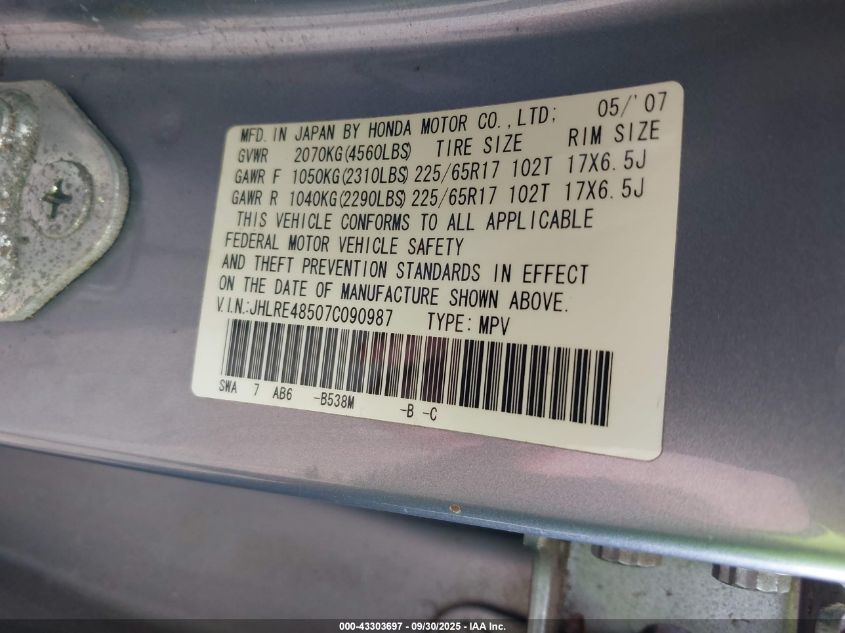 MFD. IN JAPAN BY HONDA MOTOR CO.,LTD; 05/'07
GVWR 2070KG(4560LBS) TIRE SIZE RIM SIZE
GAWR F 1050KG(2310LBS) 225/65R17 102T 17X6.5J
GAWR R 1040KG(2290LBS) 225/65R17 102T 17X6.5J
THIS VEHICLE CONFORMS TO ALL APPLICABLE
FEDERAL MOTOR VEHICLE SAFETY
AND THEFT PREVENTION STANDARDS IN EFFECT
ON THE DATE OF MANUFACTURE SHOWN ABOVE.
V.I.N.:JHLRE48507C090987 TYPE:MPV
SWA 7 AB6 -B538M -B -C
000-43303697 - 09/30/2025 - IAA Inc.